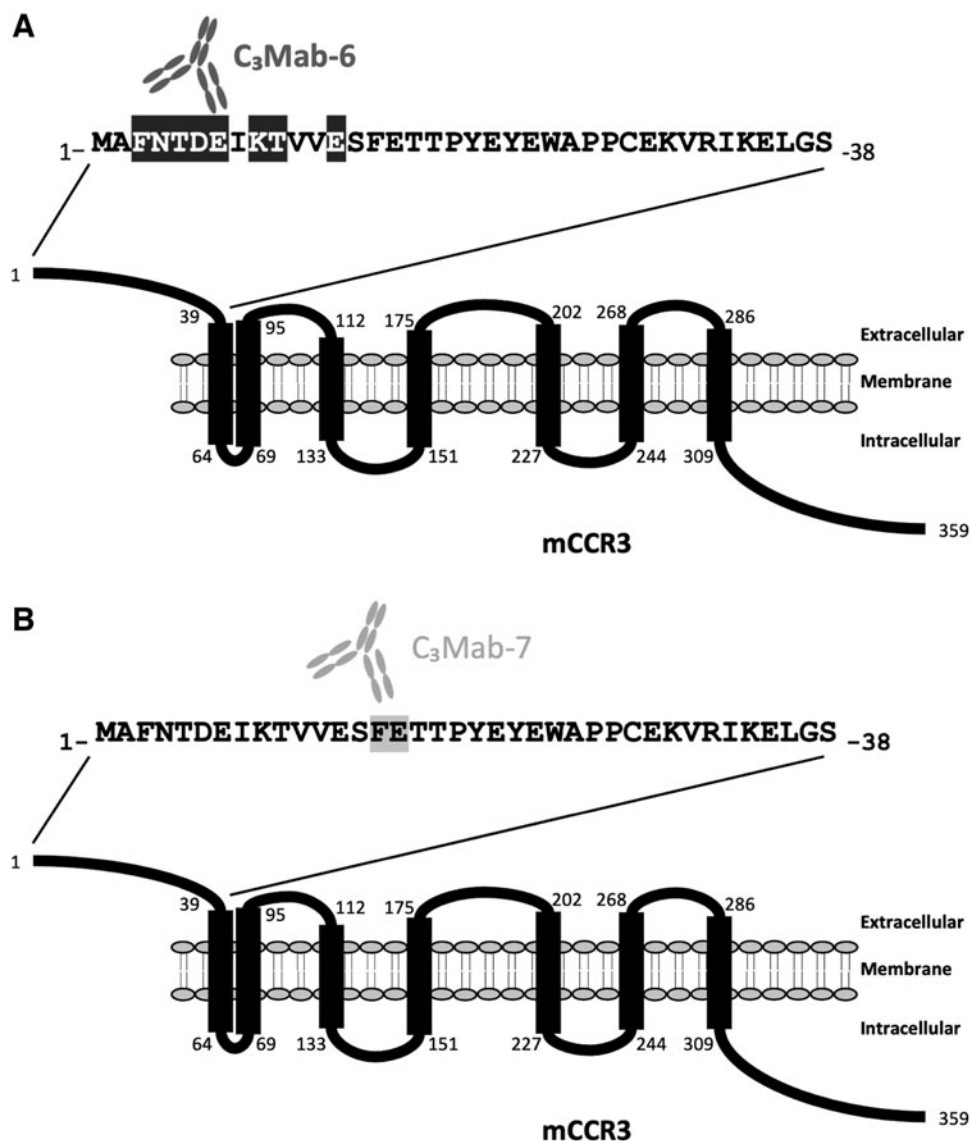 A
C₃Mab-6
1– MAFNTDEIKTVVESFETTPYEYEWAPPCEKVRIKELGS -38
1
39 95 112 175 202 268 286
Extracellular
Membrane
Intracellular
64 69 133 151 227 244 309
359
mCCR3
B
C₃Mab-7
1– MAFNTDEIKTVVESFETTPYEYEWAPPCEKVRIKELGS –38
1
39 95 112 175 202 268 286
Extracellular
Membrane
Intracellular
64 69 133 151 227 244 309
359
mCCR3